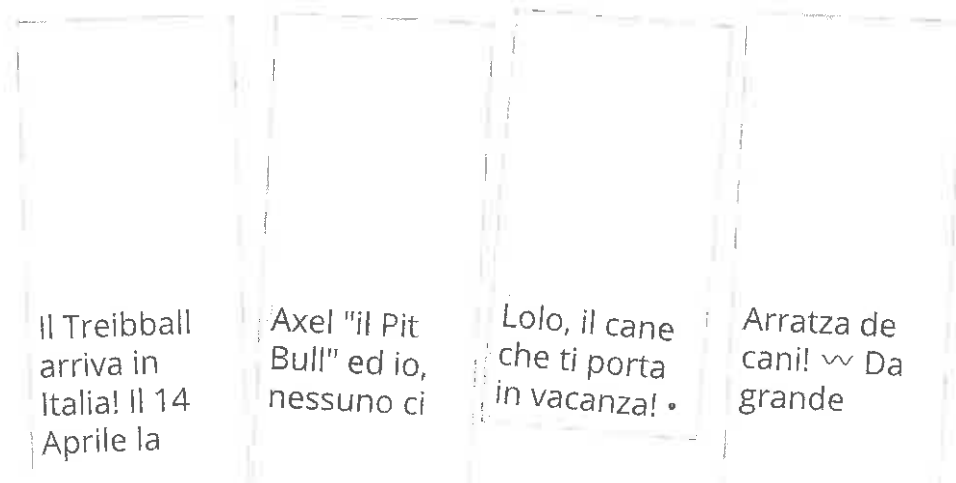 Il Treibball
arriva in
Italia! Il 14
Aprile la
Axel "il Pit
Bull" ed io,
nessuno ci
Lolo, il cane
che ti porta
in vacanza! •
Arratza de
cani! 〰 Da
grande